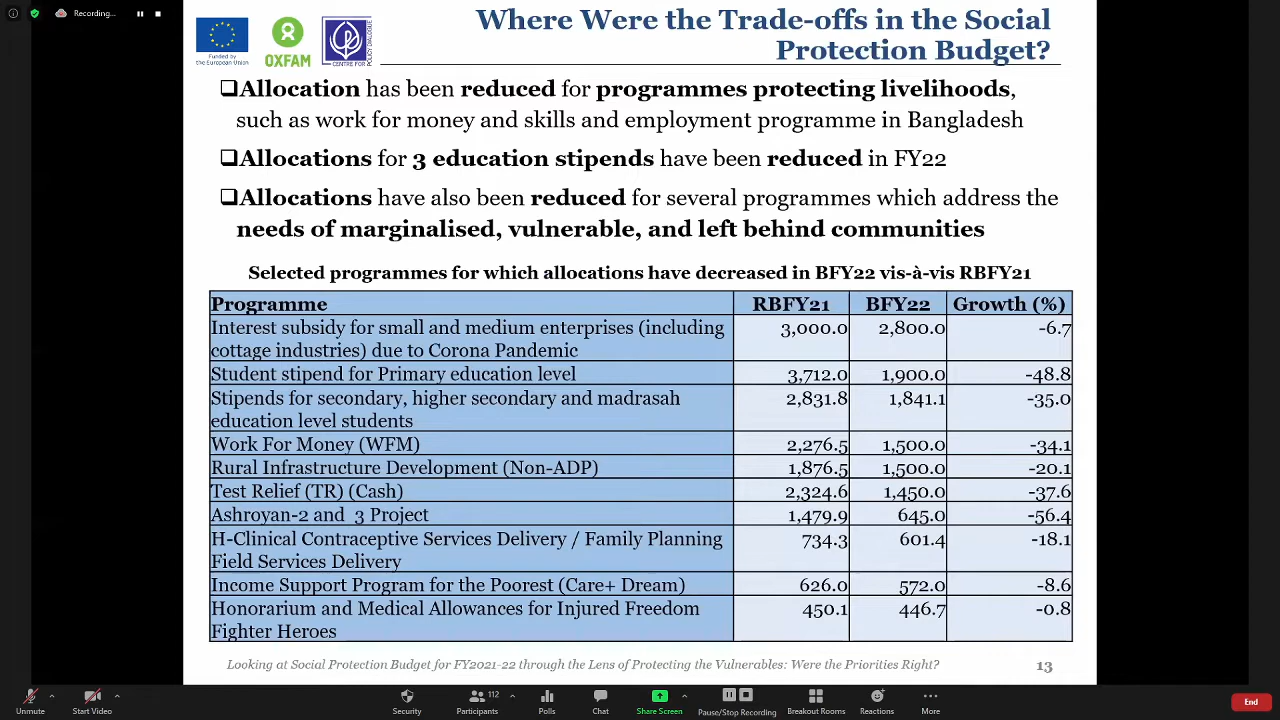 Recording...
Where Were the Trade-offs in the Social
Protection Budget?
Funded by
the European Union
OXFAM
CENTRE FOR
POLICY DIALOGUE
❑Allocation has been reduced for programmes protecting livelihoods,
such as work for money and skills and employment programme in Bangladesh
❑Allocations for 3 education stipends have been reduced in FY22
❑Allocations have also been reduced for several programmes which address the
needs of marginalised, vulnerable, and left behind communities
Selected programmes for which allocations have decreased in BFY22 vis-à-vis RBFY21
Programme RBFY21 BFY22 Growth (%)
Interest subsidy for small and medium enterprises (including 3,000.0 2,800.0 -6.7
cottage industries) due to Corona Pandemic
Student stipend for Primary education level 3,712.0 1,900.0 -48.8
Stipends for secondary, higher secondary and madrasah 2,831.8 1,841.1 -35.0
education level students
Work For Money (WFM) 2,276.5 1,500.0 -34.1
Rural Infrastructure Development (Non-ADP) 1,876.5 1,500.0 -20.1
Test Relief (TR) (Cash) 2,324.6 1,450.0 -37.6
Ashroyan-2 and 3 Project 1,479.9 645.0 -56.4
H-Clinical Contraceptive Services Delivery / Family Planning 734.3 601.4 -18.1
Field Services Delivery
Income Support Program for the Poorest (Care+ Dream) 626.0 572.0 -8.6
Honorarium and Medical Allowances for Injured Freedom 450.1 446.7 -0.8
Fighter Heroes
Looking at Social Protection Budget for FY2021-22 through the Lens of Protecting the Vulnerables: Were the Priorities Right? 13
112
Unmute Start Video Security Participants Polls Chat Share Screen Pause/Stop Recording Breakout Rooms Reactions More End